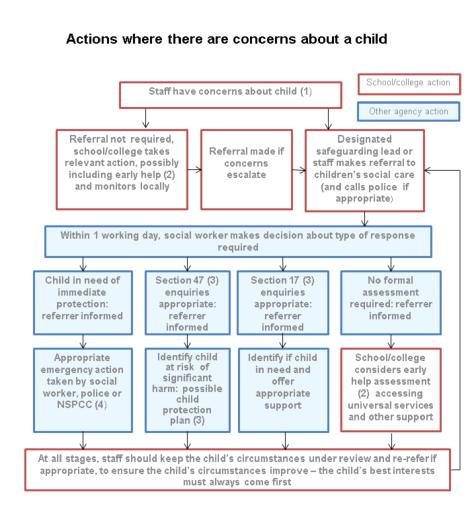 Actions where there are concerns about a child
School/college action
Other agency action
Staff have concerns about child (1)
Referral not required,
school/college takes
relevant action, possibly
including early help (2)
and monitors locally
Referral made if
concerns
escalate
Designated
safeguarding lead or
staff makes referral to
children's social care
(and calls police if
appropriate)
Within 1 working day, social worker makes decision about type of response
required
Child in need of
immediate
protection:
referrer informed
Section 47 (3)
enquiries
appropriate:
referrer
informed
Section 17 (3)
enquiries
appropriate:
referrer
informed
No formal
assessment
required: referrer
informed
Appropriate
emergency action
taken by social
worker, police or
NSPCC (4)
Identify child
at risk of
significant
harm: possible
child
protection
plan (3)
Identify if child
in need and
offer
appropriate
support
School/college
considers early
help assessment
(2) accessing
universal services
and other support
At all stages, staff should keep the child's circumstances under review and re-refer if
appropriate, to ensure the child's circumstances improve – the child's best interests
must always come first